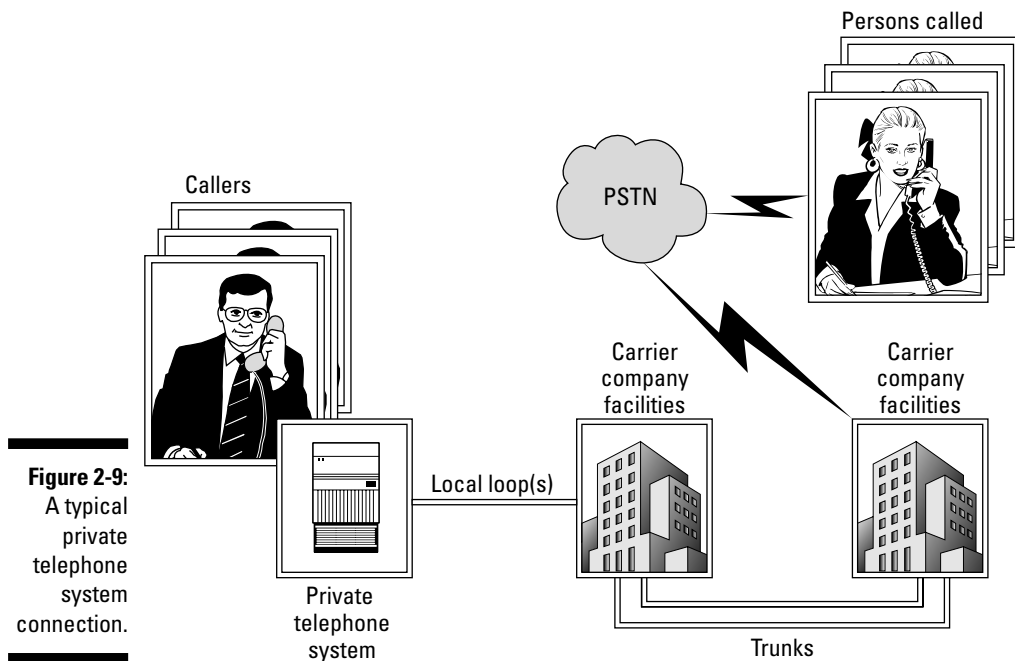 Persons called
Callers
PSTN
Carrier
company
facilities
Carrier
company
facilities
Local loop(s)
Figure 2-9:
A typical
private
telephone
system
connection.
Private
telephone
system
Trunks